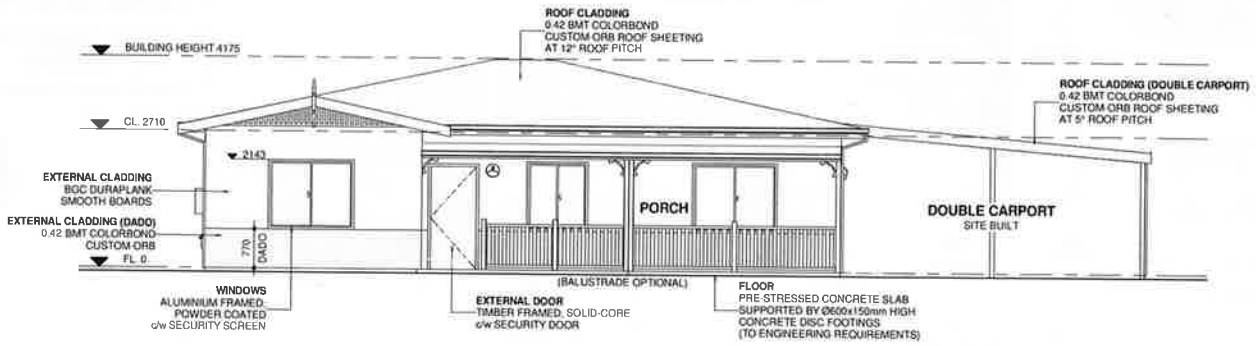 ROOF CLADDING
0.42 BMT COLORBOND
CUSTOM-ORB ROOF SHEETING
AT 12° ROOF PITCH
BUILDING HEIGHT 4175
ROOF CLADDING (DOUBLE CARPORT)
0.42 BMT COLORBOND
CUSTOM-ORB ROOF SHEETING
AT 5° ROOF PITCH
CL. 2710
2143
EXTERNAL CLADDING
BGC DURAPLANK
SMOOTH BOARDS
EXTERNAL CLADDING (DADO)
0.42 BMT COLORBOND
CUSTOM-ORB
770
DADO
FL 0.
PORCH
DOUBLE CARPORT
SITE BUILT
WINDOWS
ALUMINIUM FRAMED,
POWDER COATED
c/w SECURITY SCREEN
EXTERNAL DOOR
TIMBER FRAMED, SOLID-CORE
c/w SECURITY DOOR
(BALUSTRADE OPTIONAL)
FLOOR
PRE-STRESSED CONCRETE SLAB
SUPPORTED BY Ø600x150mm HIGH
CONCRETE DISC FOOTINGS
(TO ENGINEERING REQUIREMENTS)